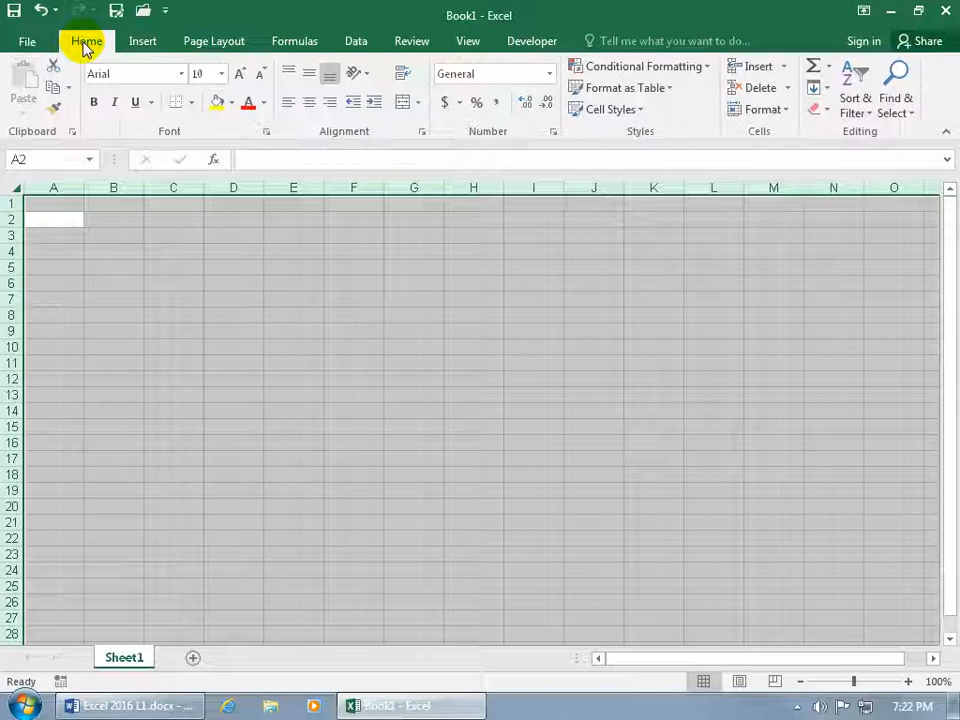 Book1 - Excel
File Home Insert Page Layout Formulas Data Review View Developer Tell me what you want to do... Sign in Share
Paste Arial 10 General Conditional Formatting Insert
$ % , Format as Table Delete Sort & Find &
B I U A Cell Styles Format Filter Select
Clipboard Font Alignment Number Styles Cells Editing
A2 fx
A B C D E F G H I J K L M N O
1
2
3
4
5
6
7
8
9
10
11
12
13
14
15
16
17
18
19
20
21
22
23
24
25
26
27
28
Sheet1
Ready 100%
Excel 2016 L1.docx - ... Book1 - Excel 7:22 PM